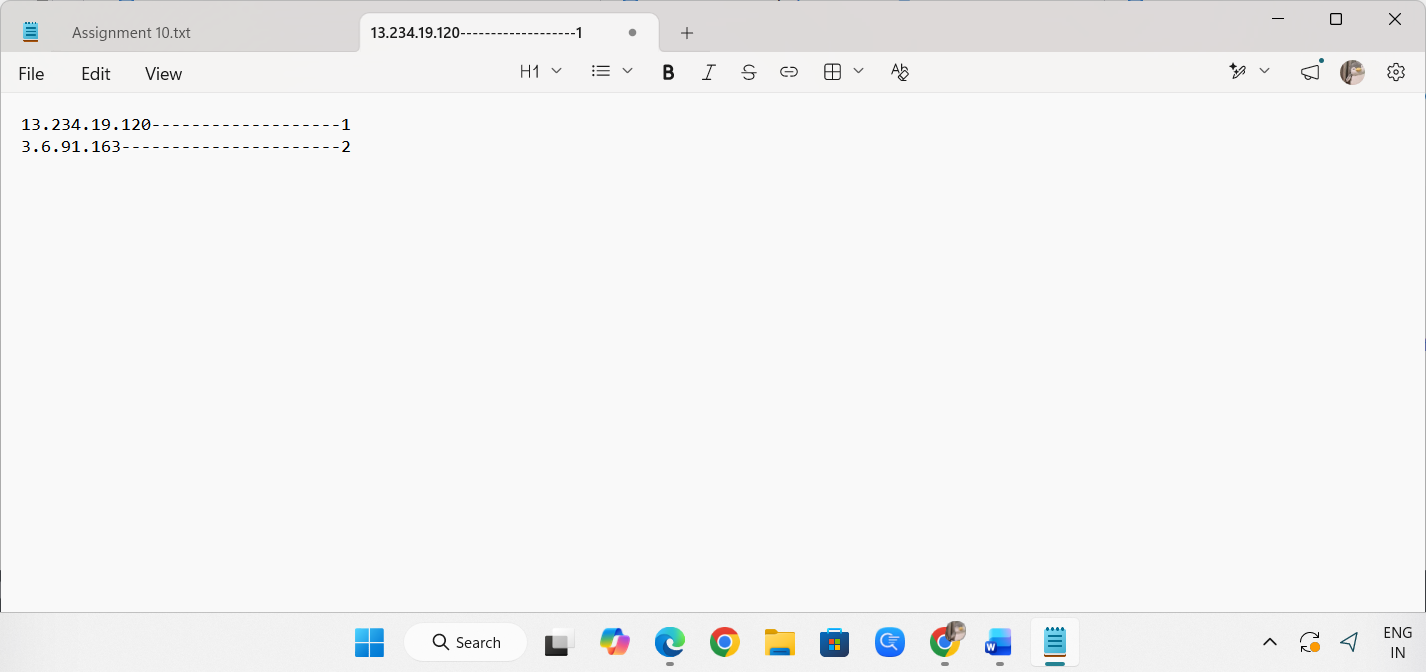 Assignment 10.txt
13.234.19.120-------------------1
File Edit View
H1
13.234.19.120-------------------1
3.6.91.163----------------------2
Search
ENG
IN